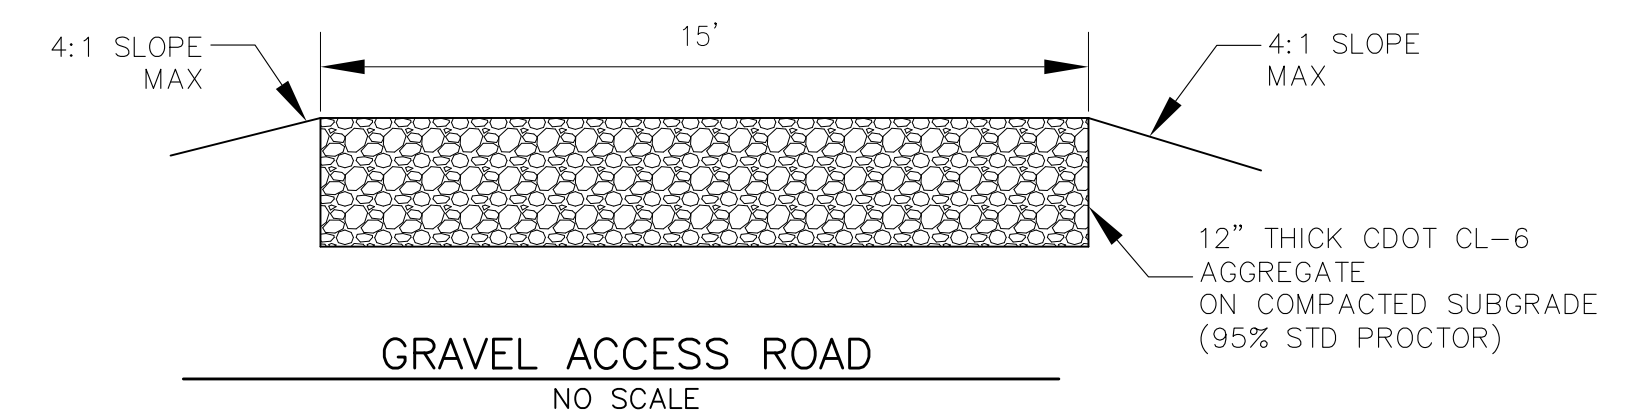 4:1 SLOPE
MAX
15'
4:1 SLOPE
MAX
12" THICK CDOT CL-6
AGGREGATE
ON COMPACTED SUBGRADE
(95% STD PROCTOR)
GRAVEL ACCESS ROAD
NO SCALE